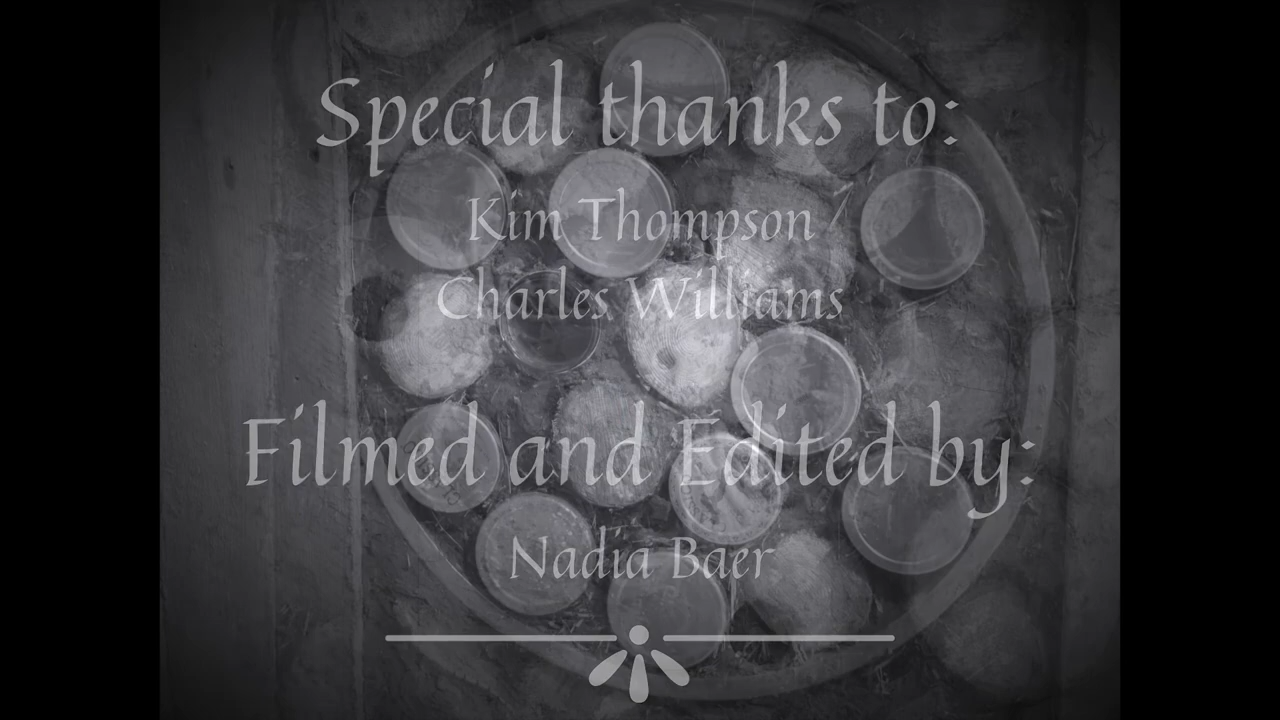 Special thanks to:
Kim Thompson
Charles Williams
Filmed and Edited by:
Nadia Baer